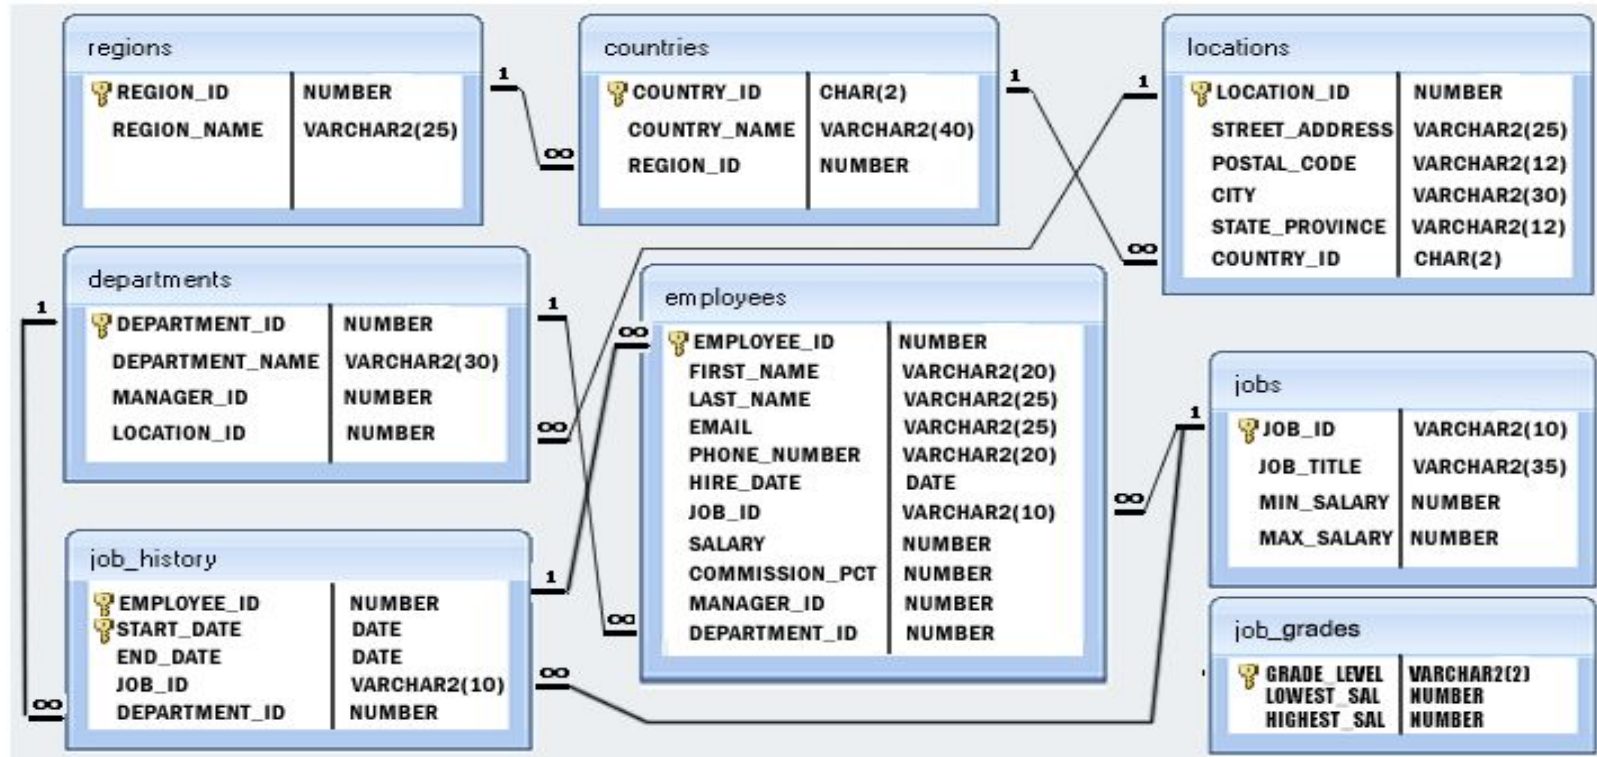 regions
REGION_ID NUMBER
REGION_NAME VARCHAR2(25)
1
∞
countries
COUNTRY_ID CHAR(2)
COUNTRY_NAME VARCHAR2(40)
REGION_ID NUMBER
1
∞
locations
LOCATION_ID NUMBER
STREET_ADDRESS VARCHAR2(25)
POSTAL_CODE VARCHAR2(12)
CITY VARCHAR2(30)
STATE_PROVINCE VARCHAR2(12)
COUNTRY_ID CHAR(2)
1
∞
departments
DEPARTMENT_ID NUMBER
DEPARTMENT_NAME VARCHAR2(30)
MANAGER_ID NUMBER
LOCATION_ID NUMBER
1
1
∞
employees
EMPLOYEE_ID NUMBER
FIRST_NAME VARCHAR2(20)
LAST_NAME VARCHAR2(25)
EMAIL VARCHAR2(25)
PHONE_NUMBER VARCHAR2(20)
HIRE_DATE DATE
JOB_ID VARCHAR2(10)
SALARY NUMBER
COMMISSION_PCT NUMBER
MANAGER_ID NUMBER
DEPARTMENT_ID NUMBER
∞
∞
1
jobs
JOB_ID VARCHAR2(10)
JOB_TITLE VARCHAR2(35)
MIN_SALARY NUMBER
MAX_SALARY NUMBER
job_history
EMPLOYEE_ID NUMBER
START_DATE DATE
END_DATE DATE
JOB_ID VARCHAR2(10)
DEPARTMENT_ID NUMBER
1
∞
∞
job_grades
GRADE_LEVEL VARCHAR2(2)
LOWEST_SAL NUMBER
HIGHEST_SAL NUMBER